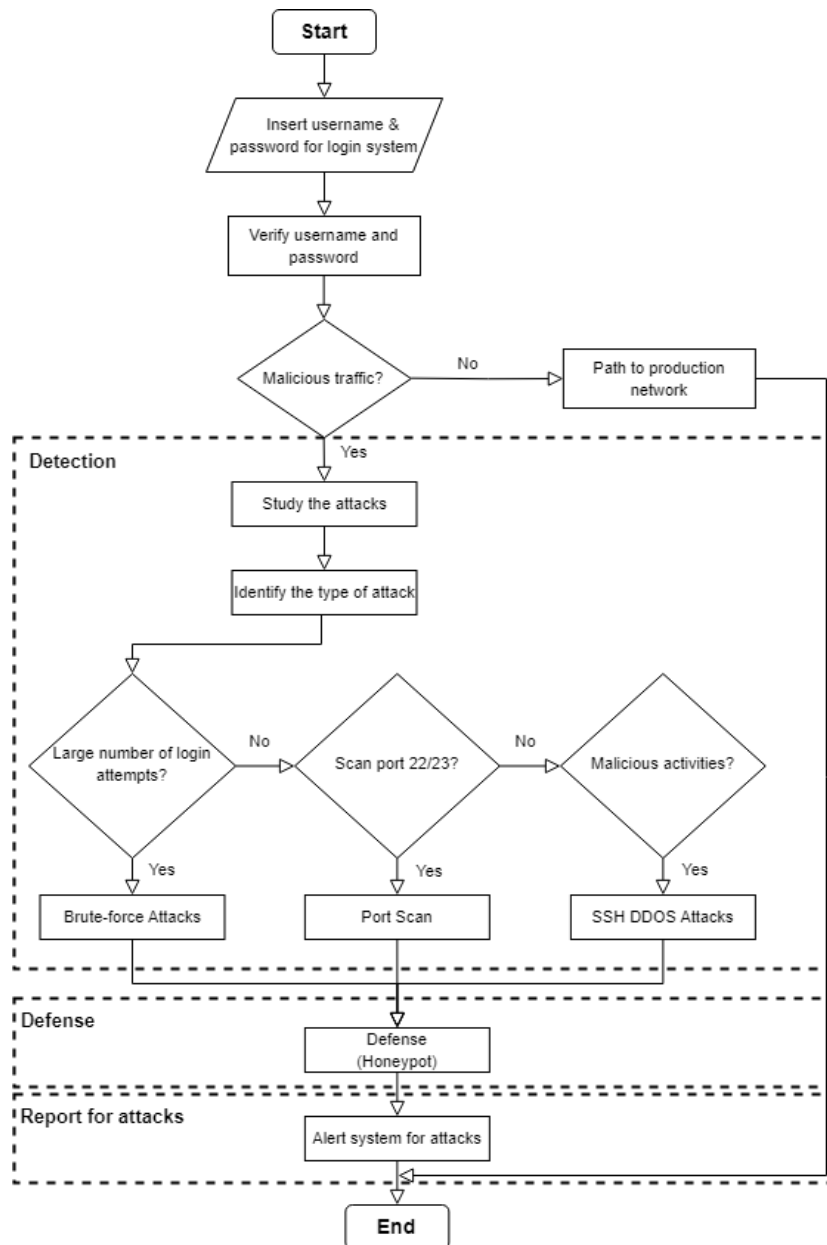 Start
Insert username &
password for login system
Verify username and
password
Malicious traffic?
No
Path to production
network
Yes
Detection
Study the attacks
Identify the type of attack
Large number of login
attempts?
No
Scan port 22/23?
No
Malicious activities?
Yes
Yes
Yes
Brute-force Attacks
Port Scan
SSH DDOS Attacks
Defense
Defense
(Honeypot)
Report for attacks
Alert system for attacks
End